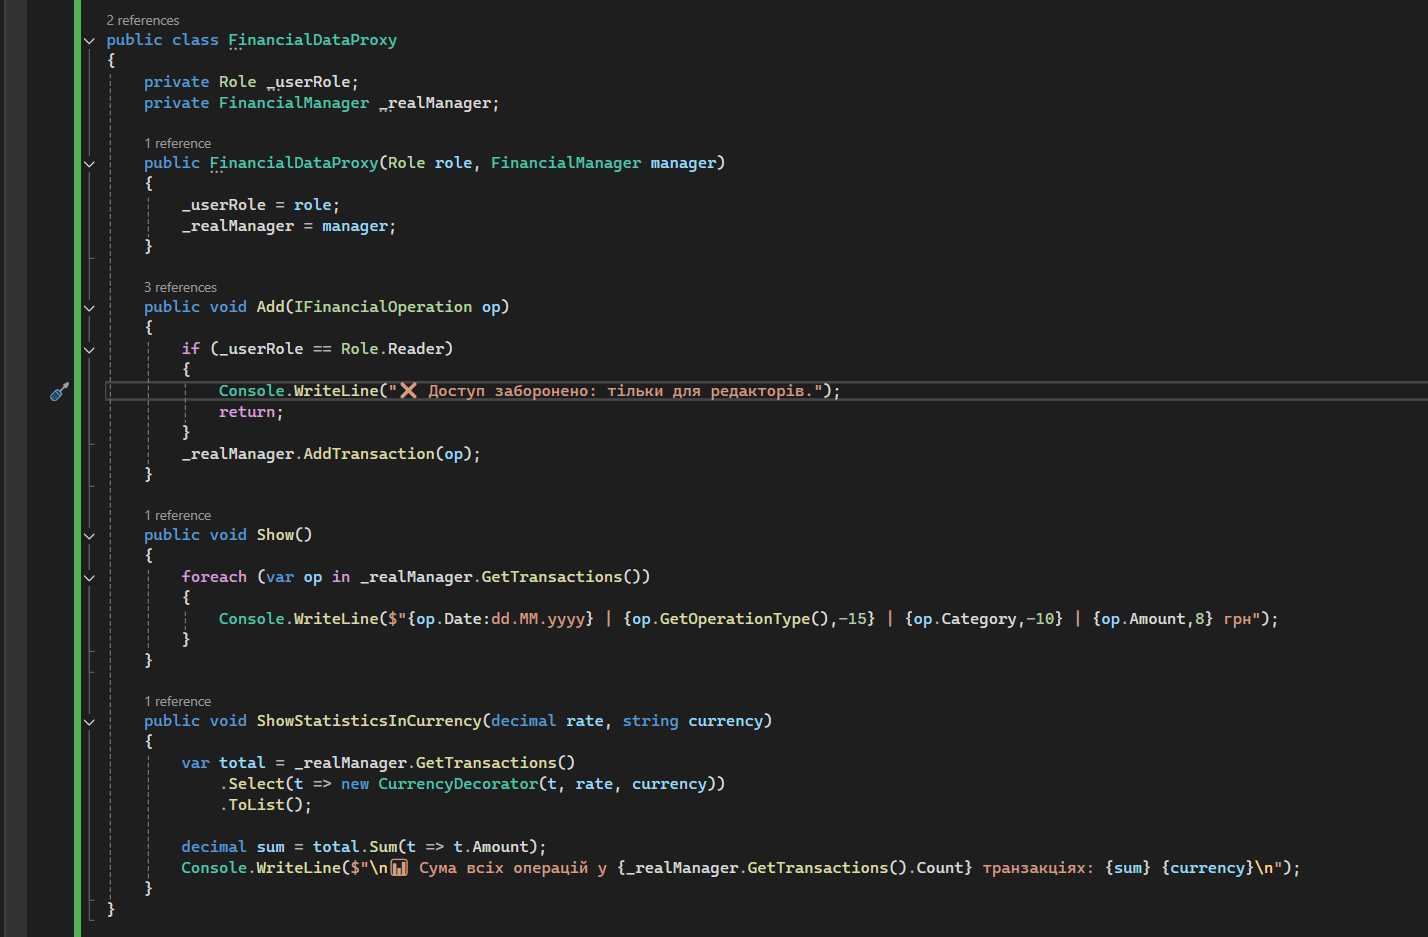 2 references
public class FinancialDataProxy
{
private Role _userRole;
private FinancialManager _realManager;
1 reference
public FinancialDataProxy(Role role, FinancialManager manager)
{
_userRole = role;
_realManager = manager;
}
3 references
public void Add(IFinancialOperation op)
{
if (_userRole == Role.Reader)
{
Console.WriteLine("❌ Доступ заборонено: тільки для редакторів.");
return;
}
_realManager.AddTransaction(op);
}
1 reference
public void Show()
{
foreach (var op in _realManager.GetTransactions())
{
Console.WriteLine($"{op.Date:dd.MM.yyyy} | {op.GetOperationType(),-15} | {op.Category,-10} | {op.Amount,8} грн");
}
}
1 reference
public void ShowStatisticsInCurrency(decimal rate, string currency)
{
var total = _realManager.GetTransactions()
.Select(t => new CurrencyDecorator(t, rate, currency))
.ToList();
decimal sum = total.Sum(t => t.Amount);
Console.WriteLine($"\n📊 Сума всіх операцій у {_realManager.GetTransactions().Count} транзакціях: {sum} {currency}\n");
}
}